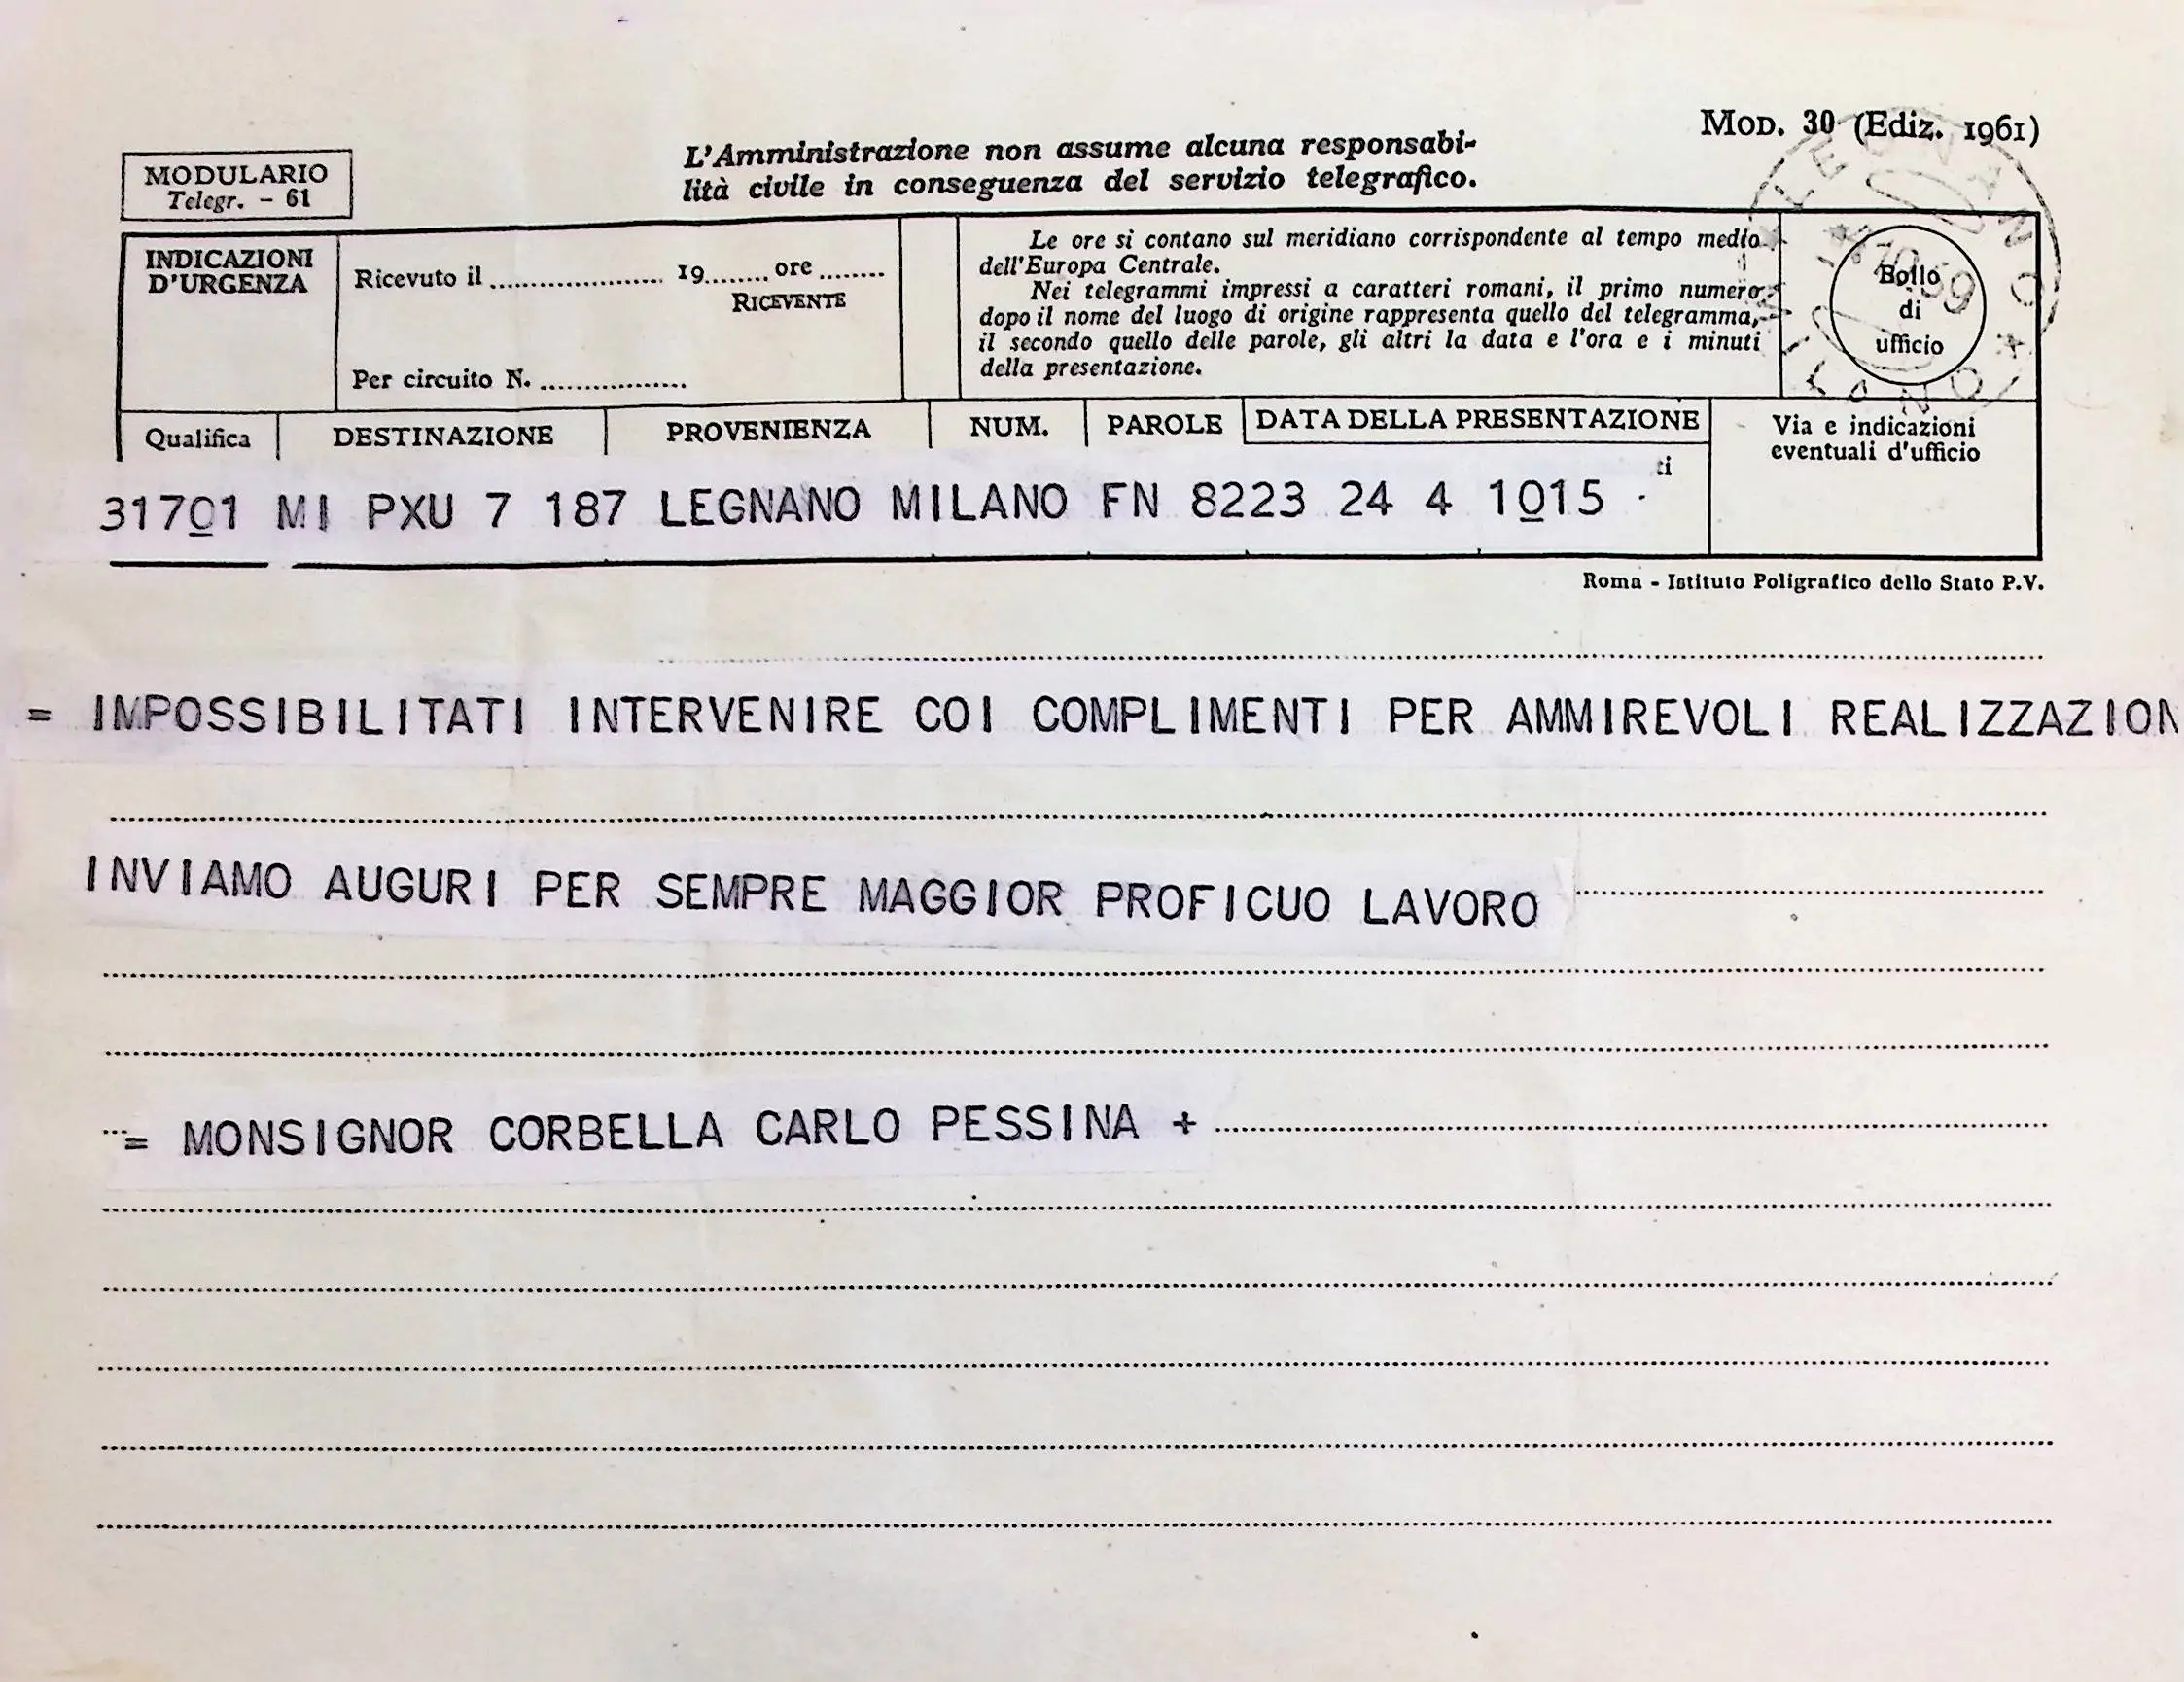 MOD. 30 (Ediz. 1961)
MODULARIO
Telegr. - 61
L'Amministrazione non assume alcuna responsabi-
lità civile in conseguenza del servizio telegrafico.
INDICAZIONI
D'URGENZA
Ricevuto il ..................... 19........ ore ........
RICEVENTE
Per circuito N. ..................
Le ore si contano sul meridiano corrispondente al tempo medio
dell'Europa Centrale.
Nei telegrammi impressi a caratteri romani, il primo numero
dopo il nome del luogo di origine rappresenta quello del telegramma,
il secondo quello delle parole, gli altri la data e l'ora e i minuti
della presentazione.
Bollo
di
ufficio
Qualifica DESTINAZIONE PROVENIENZA NUM. PAROLE DATA DELLA PRESENTAZIONE
Via e indicazioni
eventuali d'ufficio
31701 MI PXU 7 187 LEGNANO MILANO FN 8223 24 4 1015
Roma - Istituto Poligrafico dello Stato P.V.
= IMPOSSIBILITATI INTERVENIRE COI COMPLIMENTI PER AMMIREVOLI REALIZZAZION
INVIAMO AUGURI PER SEMPRE MAGGIOR PROFICUO LAVORO
= MONSIGNOR CORBELLA CARLO PESSINA +